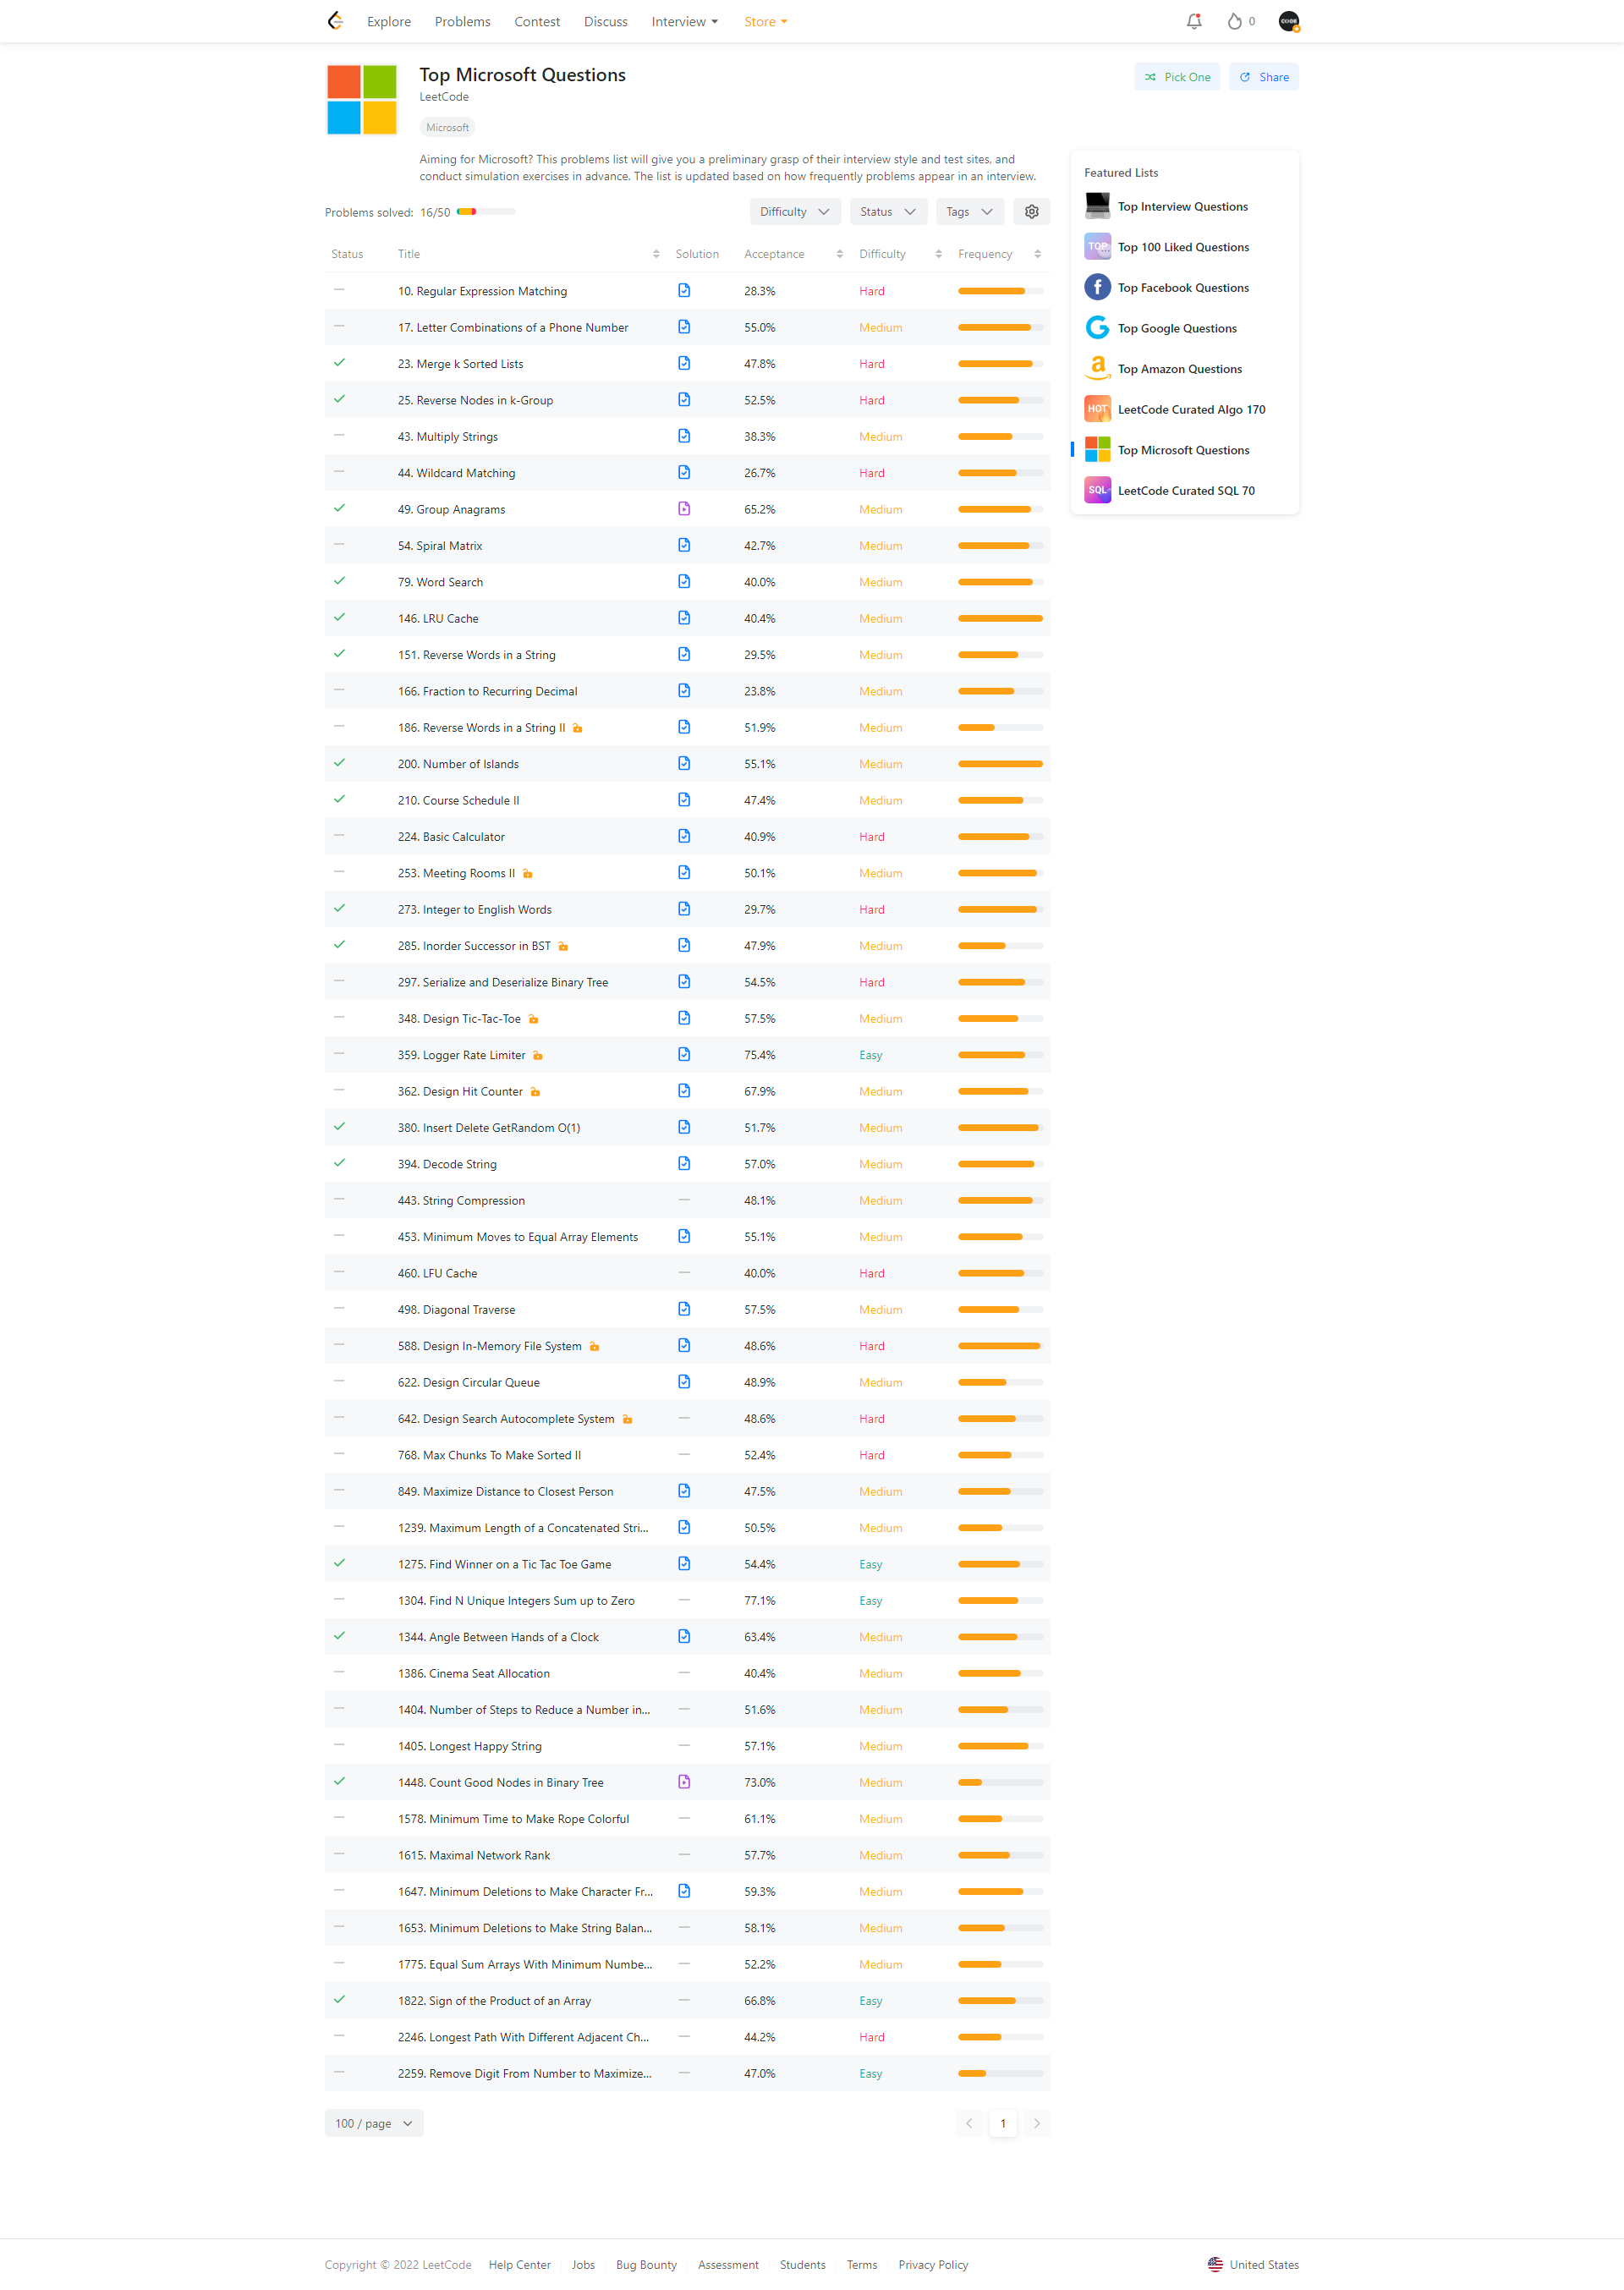 Explore Problems Contest Discuss Interview Store 0
Top Microsoft Questions Pick One Share
LeetCode
Microsoft
Aiming for Microsoft? This problems list will give you a preliminary grasp of their interview style and test sites, and
conduct simulation exercises in advance. The list is updated based on how frequently problems appear in an interview.
Problems solved: 16/50 Difficulty Status Tags
Status Title Solution Acceptance Difficulty Frequency
10. Regular Expression Matching 28.3% Hard
17. Letter Combinations of a Phone Number 55.0% Medium
23. Merge k Sorted Lists 47.8% Hard
25. Reverse Nodes in k-Group 52.5% Hard
43. Multiply Strings 38.3% Medium
44. Wildcard Matching 26.7% Hard
49. Group Anagrams 65.2% Medium
54. Spiral Matrix 42.7% Medium
79. Word Search 40.0% Medium
146. LRU Cache 40.4% Medium
151. Reverse Words in a String 29.5% Medium
166. Fraction to Recurring Decimal 23.8% Medium
186. Reverse Words in a String II 51.9% Medium
200. Number of Islands 55.1% Medium
210. Course Schedule II 47.4% Medium
224. Basic Calculator 40.9% Hard
253. Meeting Rooms II 50.1% Medium
273. Integer to English Words 29.7% Hard
285. Inorder Successor in BST 47.9% Medium
297. Serialize and Deserialize Binary Tree 54.5% Hard
348. Design Tic-Tac-Toe 57.5% Medium
359. Logger Rate Limiter 75.4% Easy
362. Design Hit Counter 67.9% Medium
380. Insert Delete GetRandom O(1) 51.7% Medium
394. Decode String 57.0% Medium
443. String Compression 48.1% Medium
453. Minimum Moves to Equal Array Elements 55.1% Medium
460. LFU Cache 40.0% Hard
498. Diagonal Traverse 57.5% Medium
588. Design In-Memory File System 48.6% Hard
622. Design Circular Queue 48.9% Medium
642. Design Search Autocomplete System 48.6% Hard
768. Max Chunks To Make Sorted II 52.4% Hard
849. Maximize Distance to Closest Person 47.5% Medium
1239. Maximum Length of a Concatenated Stri... 50.5% Medium
1275. Find Winner on a Tic Tac Toe Game 54.4% Easy
1304. Find N Unique Integers Sum up to Zero 77.1% Easy
1344. Angle Between Hands of a Clock 63.4% Medium
1386. Cinema Seat Allocation 40.4% Medium
1404. Number of Steps to Reduce a Number in... 51.6% Medium
1405. Longest Happy String 57.1% Medium
1448. Count Good Nodes in Binary Tree 73.0% Medium
1578. Minimum Time to Make Rope Colorful 61.1% Medium
1615. Maximal Network Rank 57.7% Medium
1647. Minimum Deletions to Make Character Fr... 59.3% Medium
1653. Minimum Deletions to Make String Balan... 58.1% Medium
1775. Equal Sum Arrays With Minimum Numbe... 52.2% Medium
1822. Sign of the Product of an Array 66.8% Easy
2246. Longest Path With Different Adjacent Ch... 44.2% Hard
2259. Remove Digit From Number to Maximize... 47.0% Easy
100 / page 1
Featured Lists
Top Interview Questions
TOP Top 100 Liked Questions
f Top Facebook Questions
G Top Google Questions
a Top Amazon Questions
HOT LeetCode Curated Algo 170
Top Microsoft Questions
SQL LeetCode Curated SQL 70
Copyright © 2022 LeetCode Help Center Jobs Bug Bounty Assessment Students Terms Privacy Policy United States